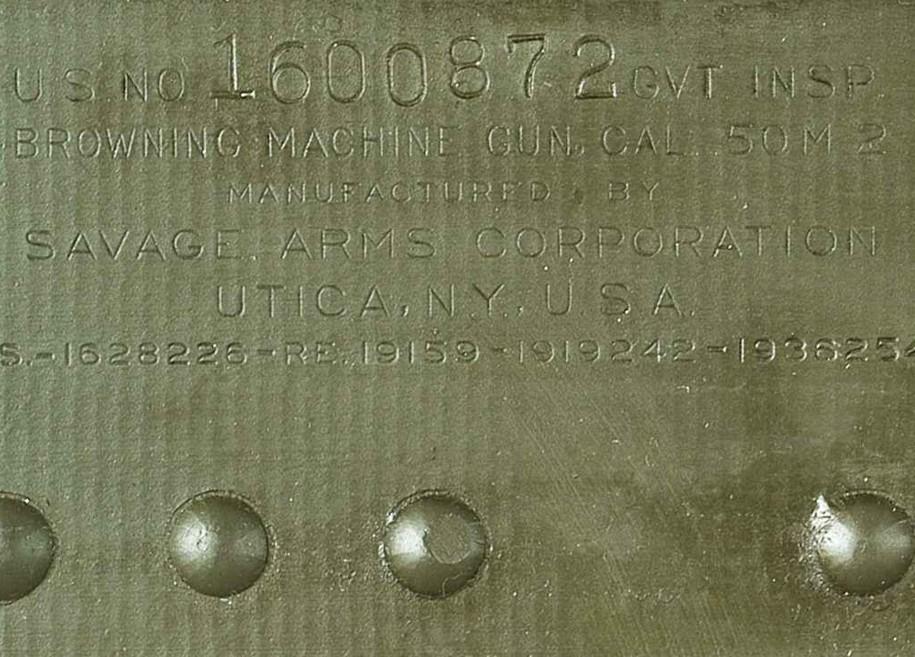 U S NO 1600872 GVT INSP.
BROWNING MACHINE GUN, CAL. 50 M 2
MANUFACTURED BY
SAVAGE ARMS CORPORATION
UTICA, N.Y., U S A.
S.-1628226-RE.19159-1919242-1936254